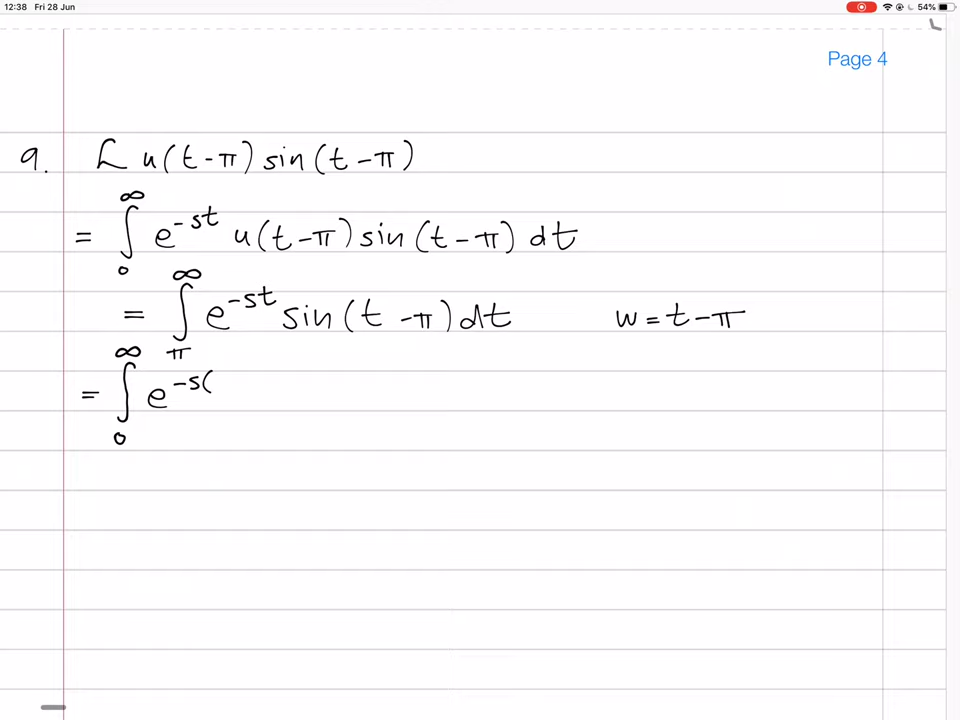 12:38 Fri 28 Jun 54%
Page 4
9. ℒ u(t-π) sin(t-π)
= ∫₀^∞ e^{-st} u(t-π) sin(t-π) dt
= ∫_π^∞ e^{-st} sin(t-π) dt w = t-π
= ∫₀^∞ e^{-s(